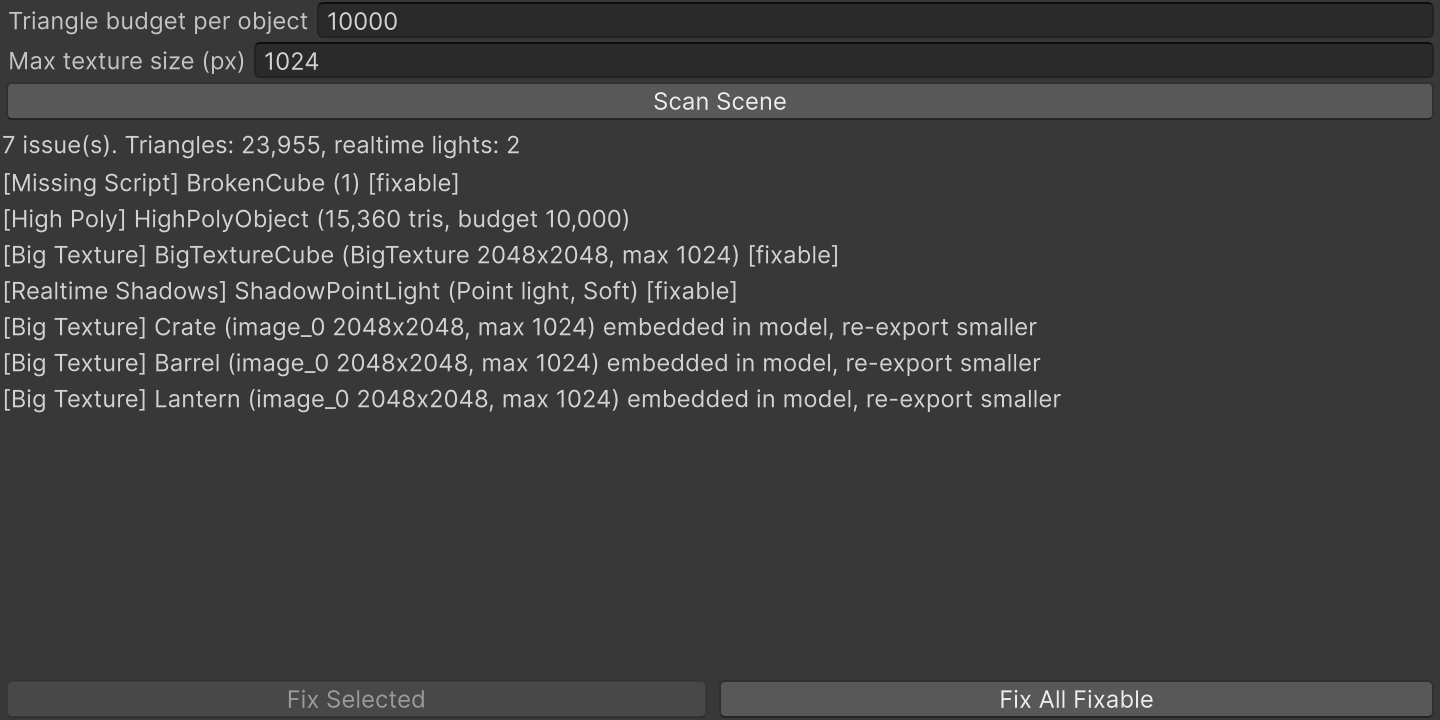 Triangle budget per object 10000
Max texture size (px) 1024
Scan Scene
7 issue(s). Triangles: 23,955, realtime lights: 2
[Missing Script] BrokenCube (1) [fixable]
[High Poly] HighPolyObject (15,360 tris, budget 10,000)
[Big Texture] BigTextureCube (BigTexture 2048x2048, max 1024) [fixable]
[Realtime Shadows] ShadowPointLight (Point light, Soft) [fixable]
[Big Texture] Crate (image_0 2048x2048, max 1024) embedded in model, re-export smaller
[Big Texture] Barrel (image_0 2048x2048, max 1024) embedded in model, re-export smaller
[Big Texture] Lantern (image_0 2048x2048, max 1024) embedded in model, re-export smaller
Fix Selected Fix All Fixable